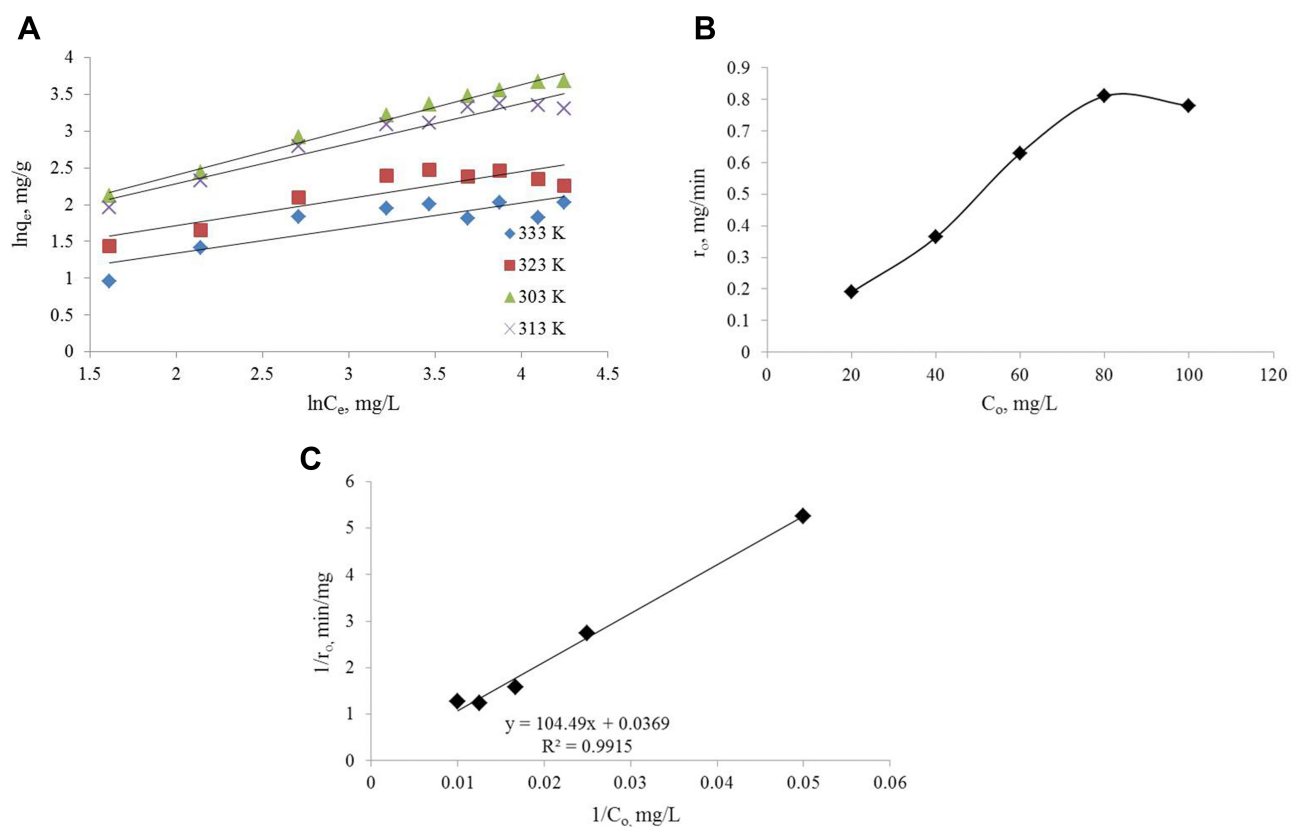 A
4
3.5
3
2.5
2
1.5
1
0.5
0
lnqe, mg/g
1.5 2 2.5 3 3.5 4 4.5
lnCe, mg/L
333 K
323 K
303 K
313 K
B
0.9
0.8
0.7
0.6
0.5
0.4
0.3
0.2
0.1
0
ro, mg/min
0 20 40 60 80 100 120
Co, mg/L
C
6
5
4
3
2
1
0
1/ro, min/mg
y = 104.49x + 0.0369
R² = 0.9915
0 0.01 0.02 0.03 0.04 0.05 0.06
1/Co, mg/L